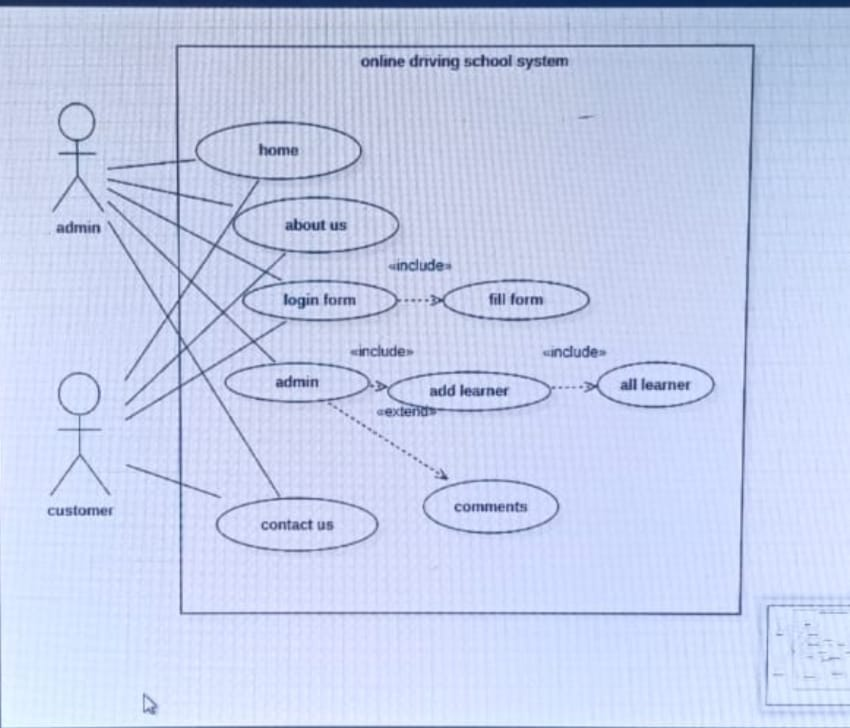 online driving school system
home
admin
about us
«include»
login form
fill form
«include»
«include»
admin
add learner
all learner
«extend»
customer
comments
contact us